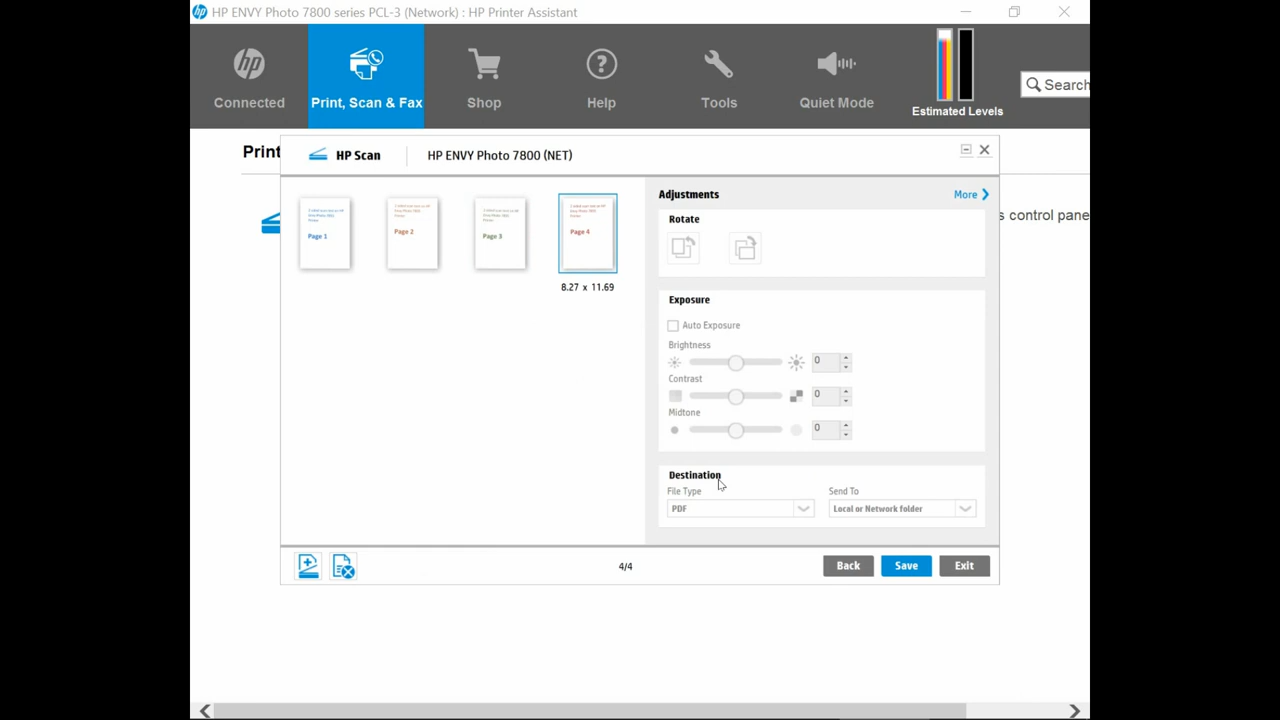 HP ENVY Photo 7800 series PCL-3 (Network) : HP Printer Assistant
Connected
Print, Scan & Fax
Shop
Help
Tools
Quiet Mode
Estimated Levels
Search
Print
s control pane
HP Scan
HP ENVY Photo 7800 (NET)
Page 1
Page 2
Page 3
Page 4
8.27 x 11.69
Adjustments
More
Rotate
Exposure
Auto Exposure
Brightness
0
Contrast
0
Midtone
0
Destination
File Type
Send To
PDF
Local or Network folder
4/4
Back
Save
Exit